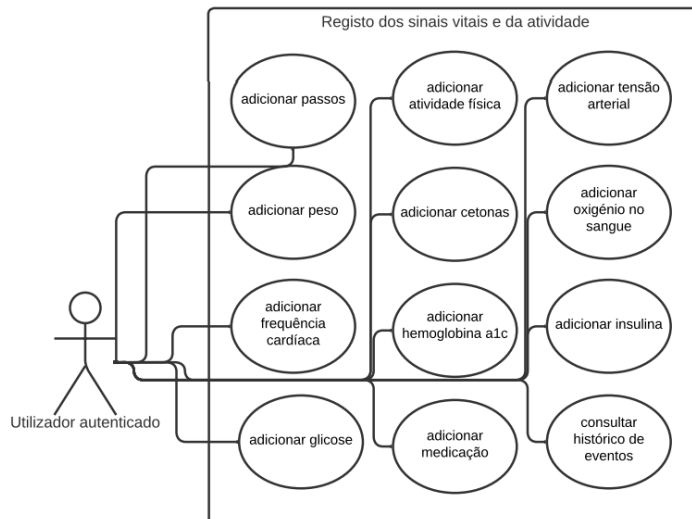 Registo dos sinais vitais e da atividade
adicionar passos
adicionar
atividade física
adicionar tensão
arterial
adicionar peso
adicionar cetonas
adicionar
oxigénio no
sangue
adicionar
frequência
cardíaca
adicionar
hemoglobina a1c
adicionar insulina
Utilizador autenticado
adicionar glicose
adicionar
medicação
consultar
histórico de
eventos